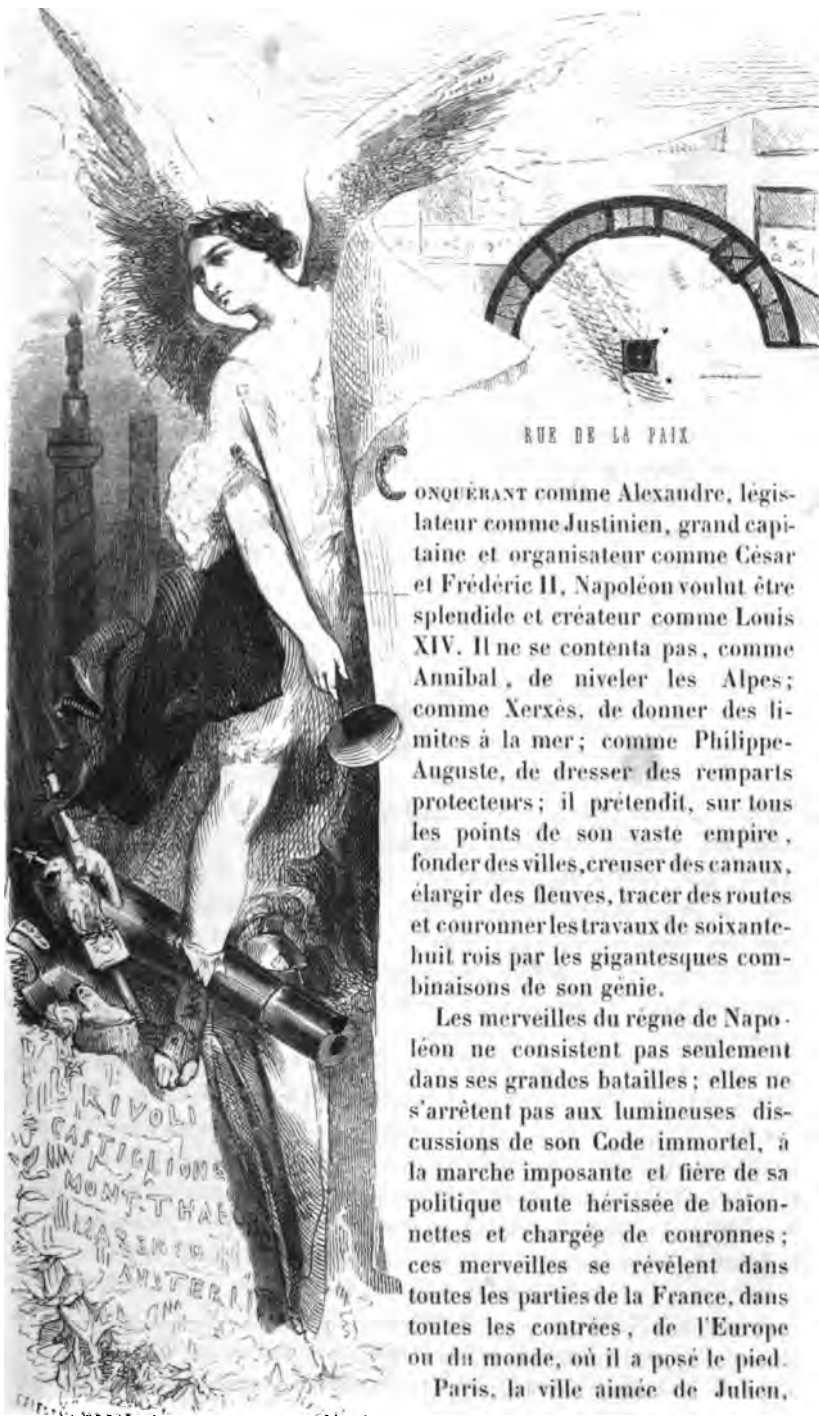 RUE DE LA PAIX
CONQUÉRANT comme Alexandre, légis-
lateur comme Justinien, grand capi-
taine et organisateur comme César
et Frédéric II, Napoléon voulut être
splendide et créateur comme Louis
XIV. Il ne se contenta pas, comme
Annibal, de niveler les Alpes;
comme Xerxès, de donner des li-
mites à la mer; comme Philippe-
Auguste, de dresser des remparts
protecteurs; il prétendit, sur tous
les points de son vaste empire,
fonder des villes, creuser des canaux,
élargir des fleuves, tracer des routes
et couronner les travaux de soixante-
huit rois par les gigantesques com-
binaisons de son génie.
Les merveilles du règne de Napo-
léon ne consistent pas seulement
dans ses grandes batailles; elles ne
s'arrêtent pas aux lumineuses dis-
cussions de son Code immortel, à
la marche imposante et fière de sa
politique toute hérissée de baïon-
nettes et chargée de couronnes;
ces merveilles se révèlent dans
toutes les parties de la France, dans
toutes les contrées, de l'Europe
ou du monde, où il a posé le pied.
Paris, la ville aimée de Julien,
RIVOLI
CASTIGLIONE
MONT-THAB
MARENGO
AUSTERLI